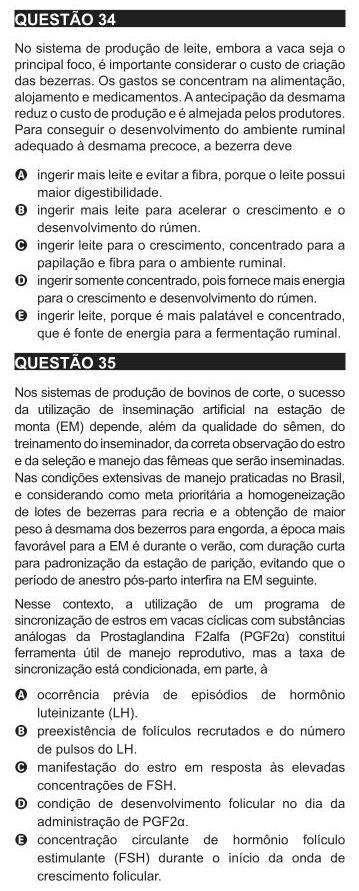 QUESTÃO 34
No sistema de produção de leite, embora a vaca seja o
principal foco, é importante considerar o custo de criação
das bezerras. Os gastos se concentram na alimentação,
alojamento e medicamentos. A antecipação da desmama
reduz o custo de produção e é almejada pelos produtores.
Para conseguir o desenvolvimento do ambiente ruminal
adequado à desmama precoce, a bezerra deve
A ingerir mais leite e evitar a fibra, porque o leite possui
maior digestibilidade.
B ingerir mais leite para acelerar o crescimento e o
desenvolvimento do rúmen.
C ingerir leite para o crescimento, concentrado para a
papilação e fibra para o ambiente ruminal.
D ingerir somente concentrado, pois fornece mais energia
para o crescimento e desenvolvimento do rúmen.
E ingerir leite, porque é mais palatável e concentrado,
que é fonte de energia para a fermentação ruminal.
QUESTÃO 35
Nos sistemas de produção de bovinos de corte, o sucesso
da utilização de inseminação artificial na estação de
monta (EM) depende, além da qualidade do sêmen, do
treinamento do inseminador, da correta observação do estro
e da seleção e manejo das fêmeas que serão inseminadas.
Nas condições extensivas de manejo praticadas no Brasil,
e considerando como meta prioritária a homogeneização
de lotes de bezerras para recria e a obtenção de maior
peso à desmama dos bezerros para engorda, a época mais
favorável para a EM é durante o verão, com duração curta
para padronização da estação de parição, evitando que o
período de anestro pós-parto interfira na EM seguinte.
Nesse contexto, a utilização de um programa de
sincronização de estros em vacas cíclicas com substâncias
análogas da Prostaglandina F2alfa (PGF2α) constitui
ferramenta útil de manejo reprodutivo, mas a taxa de
sincronização está condicionada, em parte, à
A ocorrência prévia de episódios de hormônio
luteinizante (LH).
B preexistência de folículos recrutados e do número
de pulsos do LH.
C manifestação do estro em resposta às elevadas
concentrações de FSH.
D condição de desenvolvimento folicular no dia da
administração de PGF2α.
E concentração circulante de hormônio folículo
estimulante (FSH) durante o início da onda de
crescimento folicular.